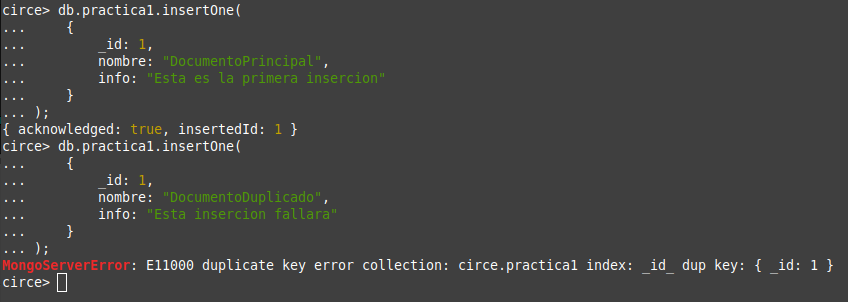 circe> db.practica1.insertOne(
...     {
...         _id: 1,
...         nombre: "DocumentoPrincipal",
...         info: "Esta es la primera insercion"
...     }
... );
{ acknowledged: true, insertedId: 1 }
circe> db.practica1.insertOne(
...     {
...         _id: 1,
...         nombre: "DocumentoDuplicado",
...         info: "Esta insercion fallara"
...     }
... );
MongoServerError: E11000 duplicate key error collection: circe.practica1 index: _id_ dup key: { _id: 1 }
circe>